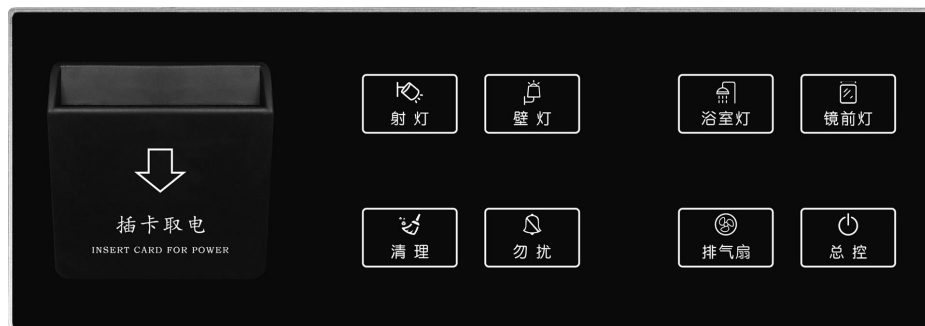 插卡取电
INSERT CARD FOR POWER
射灯
壁灯
浴室灯
镜前灯
清理
勿扰
排气扇
总控